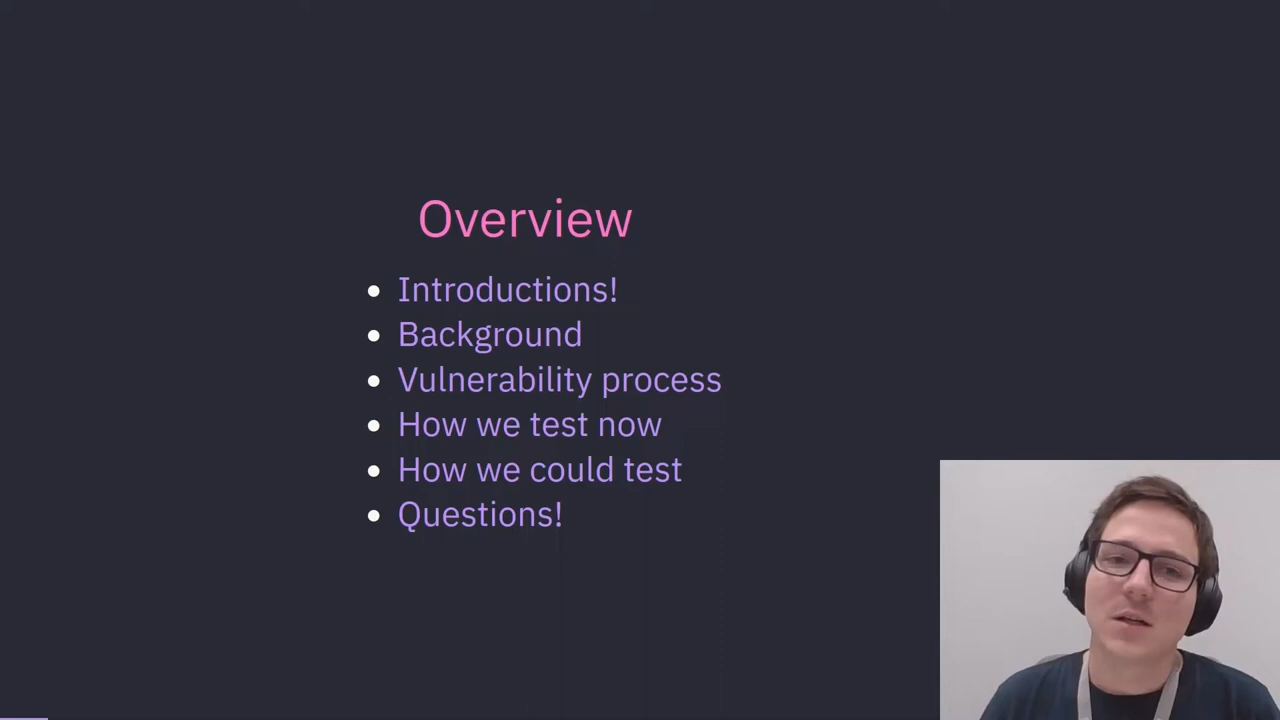 Overview
Introductions!
Background
Vulnerability process
How we test now
How we could test
Questions!